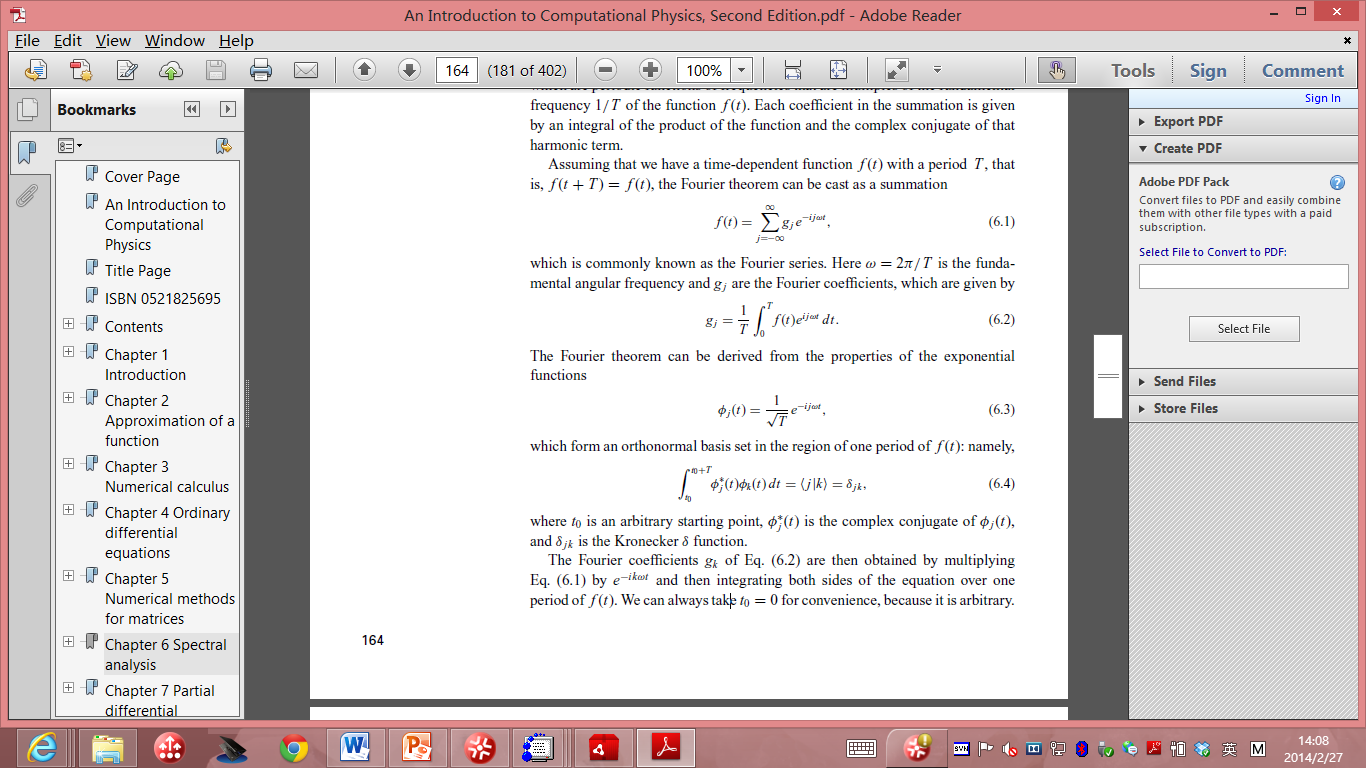 An Introduction to Computational Physics, Second Edition.pdf - Adobe Reader
File Edit View Window Help
164 (181 of 402) 100% Tools Sign Comment
Bookmarks
Cover Page
An Introduction to
Computational
Physics
Title Page
ISBN 0521825695
Contents
Chapter 1
Introduction
Chapter 2
Approximation of a
function
Chapter 3
Numerical calculus
Chapter 4 Ordinary
differential
equations
Chapter 5
Numerical methods
for matrices
Chapter 6 Spectral
analysis
Chapter 7 Partial
differential
frequency 1/T of the function f(t). Each coefficient in the summation is given
by an integral of the product of the function and the complex conjugate of that
harmonic term.
Assuming that we have a time-dependent function f(t) with a period T, that
is, f(t + T) = f(t), the Fourier theorem can be cast as a summation
f(t) = ∑_{j=−∞}^{∞} g_j e^{−ijωt}, (6.1)
which is commonly known as the Fourier series. Here ω = 2π/T is the funda-
mental angular frequency and g_j are the Fourier coefficients, which are given by
g_j = 1/T ∫_0^T f(t)e^{ijωt} dt. (6.2)
The Fourier theorem can be derived from the properties of the exponential
functions
ϕ_j(t) = 1/√T e^{−ijωt}, (6.3)
which form an orthonormal basis set in the region of one period of f(t): namely,
∫_{t_0}^{t_0+T} ϕ_j^*(t)ϕ_k(t) dt = ⟨j|k⟩ = δ_{jk}, (6.4)
where t_0 is an arbitrary starting point, ϕ_j^*(t) is the complex conjugate of ϕ_j(t),
and δ_{jk} is the Kronecker δ function.
The Fourier coefficients g_k of Eq. (6.2) are then obtained by multiplying
Eq. (6.1) by e^{−ikωt} and then integrating both sides of the equation over one
period of f(t). We can always take t_0 = 0 for convenience, because it is arbitrary.
164
Sign In
Export PDF
Create PDF
Adobe PDF Pack
Convert files to PDF and easily combine
them with other file types with a paid
subscription.
Select File to Convert to PDF:
Select File
Send Files
Store Files
SVN 英 M
14:08
2014/2/27